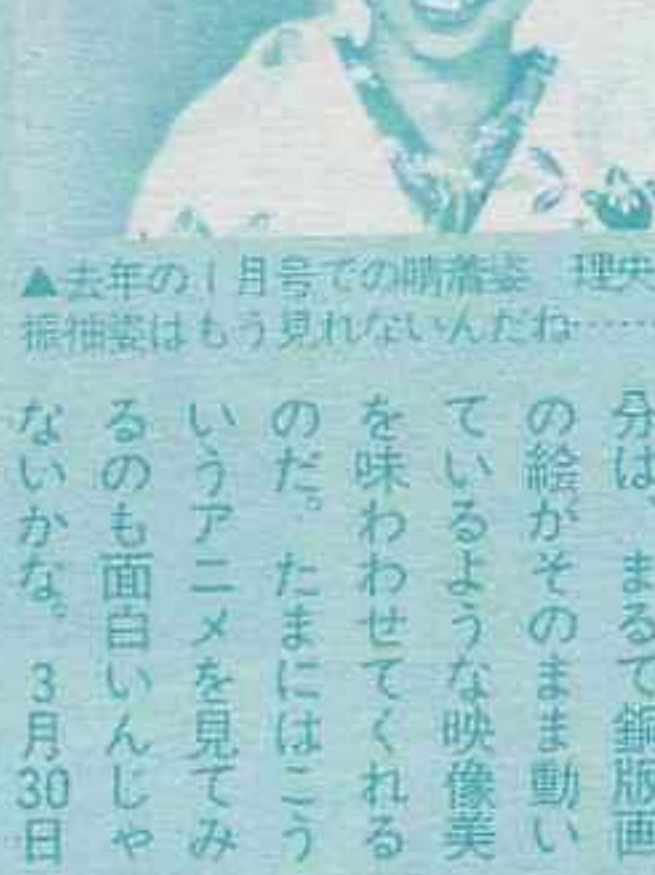 ▲去年の1月号での晴着姿 理央
振袖姿はもう見れないんだね……
分は、まるで銅版画
の絵がそのまま動い
ているような映像美
を味わわせてくれる
のだ。たまにはこう
いうアニメを見てみ
るのも面白いんじゃ
ないかな。3月30日